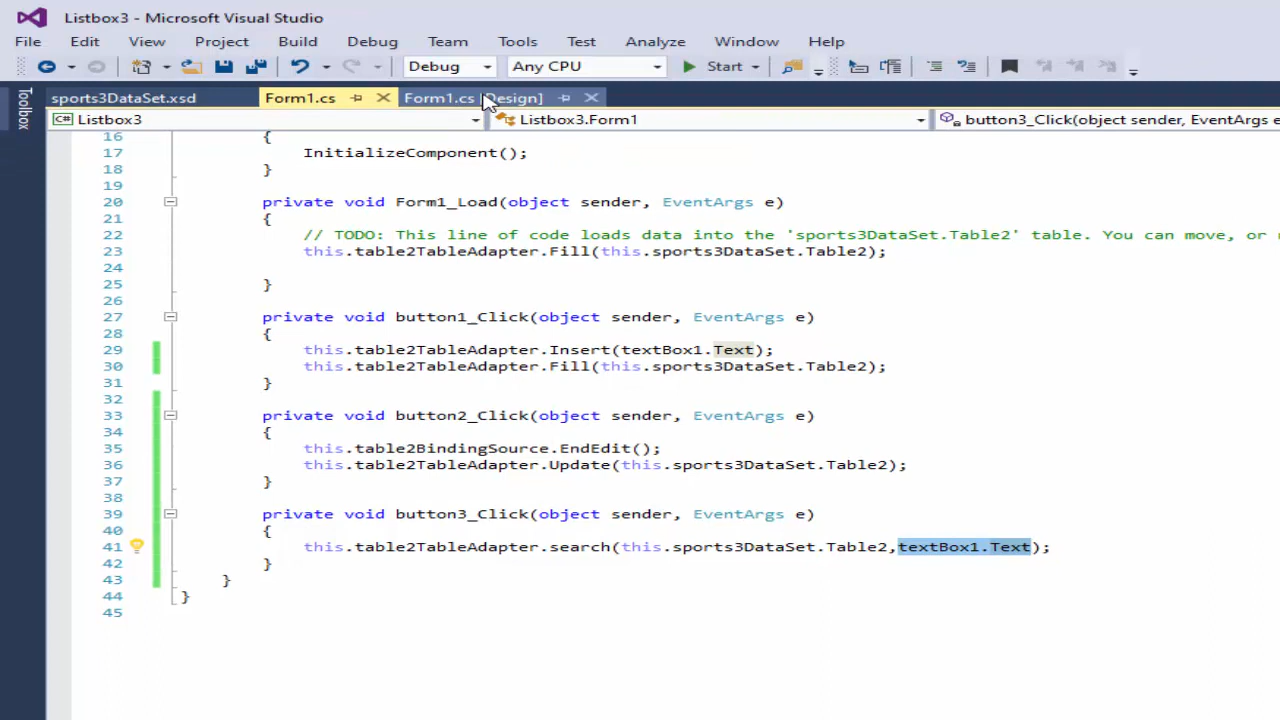 Listbox3 - Microsoft Visual Studio
File Edit View Project Build Debug Team Tools Test Analyze Window Help
Debug Any CPU Start
Toolbox
sports3DataSet.xsd Form1.cs Form1.cs [Design]
C# Listbox3 Listbox3.Form1 button3_Click(object sender, EventArgs e
16 {
17 InitializeComponent();
18 }
19
20 private void Form1_Load(object sender, EventArgs e)
21 {
22 // TODO: This line of code loads data into the 'sports3DataSet.Table2' table. You can move, or
23 this.table2TableAdapter.Fill(this.sports3DataSet.Table2);
24
25 }
26
27 private void button1_Click(object sender, EventArgs e)
28 {
29 this.table2TableAdapter.Insert(textBox1.Text);
30 this.table2TableAdapter.Fill(this.sports3DataSet.Table2);
31 }
32
33 private void button2_Click(object sender, EventArgs e)
34 {
35 this.table2BindingSource.EndEdit();
36 this.table2TableAdapter.Update(this.sports3DataSet.Table2);
37 }
38
39 private void button3_Click(object sender, EventArgs e)
40 {
41 this.table2TableAdapter.search(this.sports3DataSet.Table2,textBox1.Text);
42 }
43 }
44 }
45